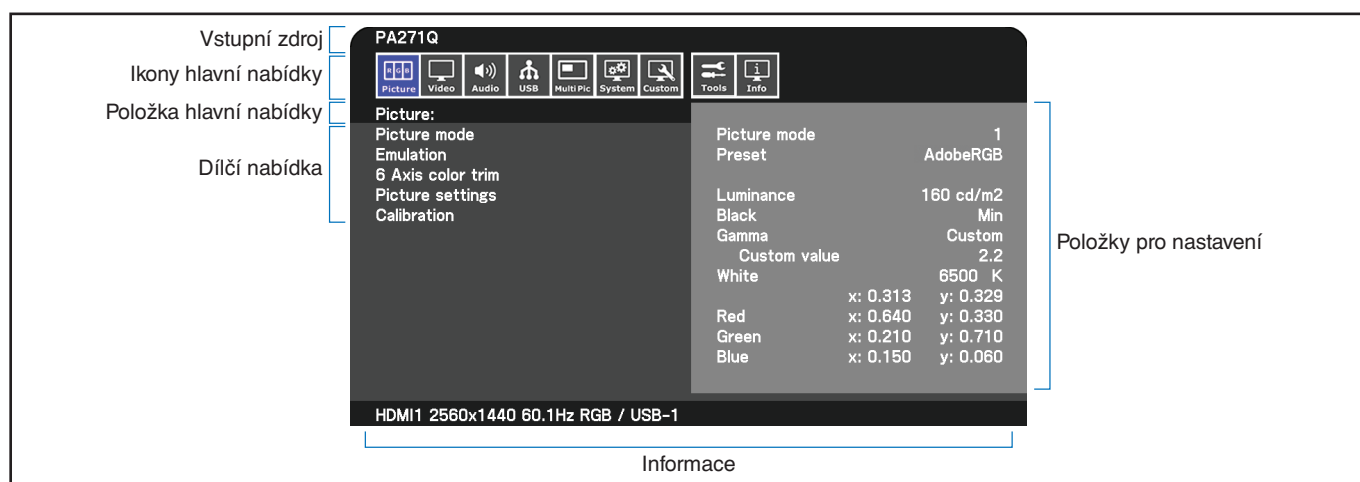 Vstupní zdroj
PA271Q
Ikony hlavní nabídky
RGB
Picture Video Audio USB MultiPic System Custom Tools Info
Položka hlavní nabídky
Picture:
Dílčí nabídka
Picture mode
Emulation
6 Axis color trim
Picture settings
Calibration
Picture mode 1
Preset AdobeRGB
Luminance 160 cd/m2
Black Min
Gamma Custom
Custom value 2.2
White 6500 K
x: 0.313 y: 0.329
Red x: 0.640 y: 0.330
Green x: 0.210 y: 0.710
Blue x: 0.150 y: 0.060
Položky pro nastavení
HDMI1 2560x1440 60.1Hz RGB / USB-1
Informace